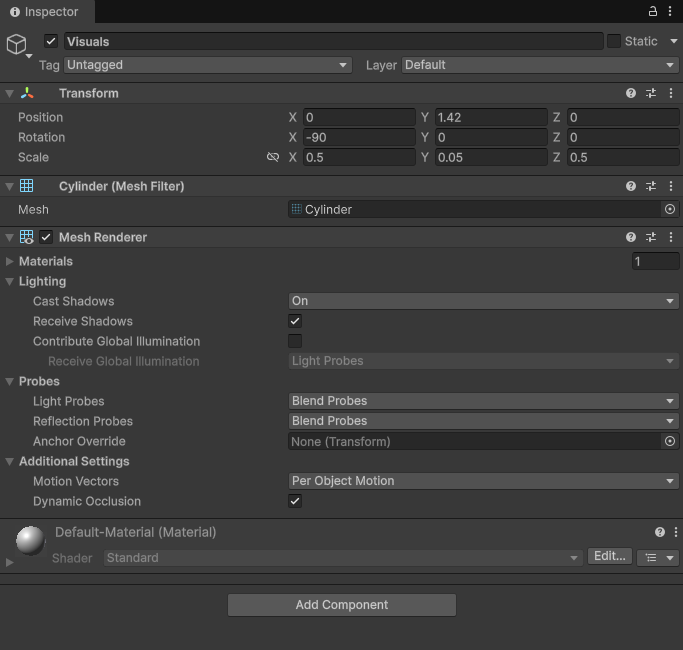 Inspector
Visuals
Static
Tag Untagged Layer Default
Transform
Position X 0 Y 1.42 Z 0
Rotation X -90 Y 0 Z 0
Scale X 0.5 Y 0.05 Z 0.5
Cylinder (Mesh Filter)
Mesh Cylinder
Mesh Renderer
Materials 1
Lighting
Cast Shadows On
Receive Shadows
Contribute Global Illumination
Receive Global Illumination Light Probes
Probes
Light Probes Blend Probes
Reflection Probes Blend Probes
Anchor Override None (Transform)
Additional Settings
Motion Vectors Per Object Motion
Dynamic Occlusion
Default-Material (Material)
Shader Standard Edit...
Add Component